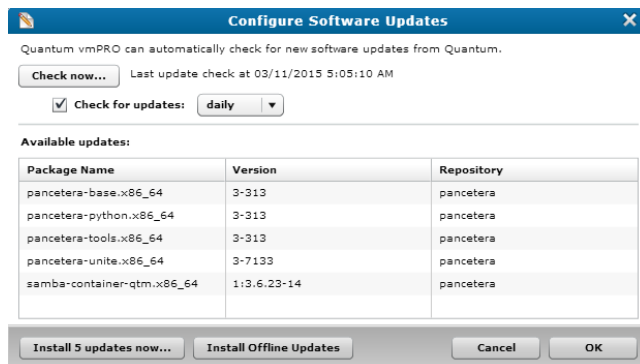 Configure Software Updates
Quantum vmPRO can automatically check for new software updates from Quantum.
Check now... Last update check at 03/11/2015 5:05:10 AM
Check for updates: daily
Available updates:
Package Name Version Repository
pancetera-base.x86_64 3-313 pancetera
pancetera-python.x86_64 3-313 pancetera
pancetera-tools.x86_64 3-313 pancetera
pancetera-unite.x86_64 3-7133 pancetera
samba-container-qtm.x86_64 1:3.6.23-14 pancetera
Install 5 updates now... Install Offline Updates Cancel OK